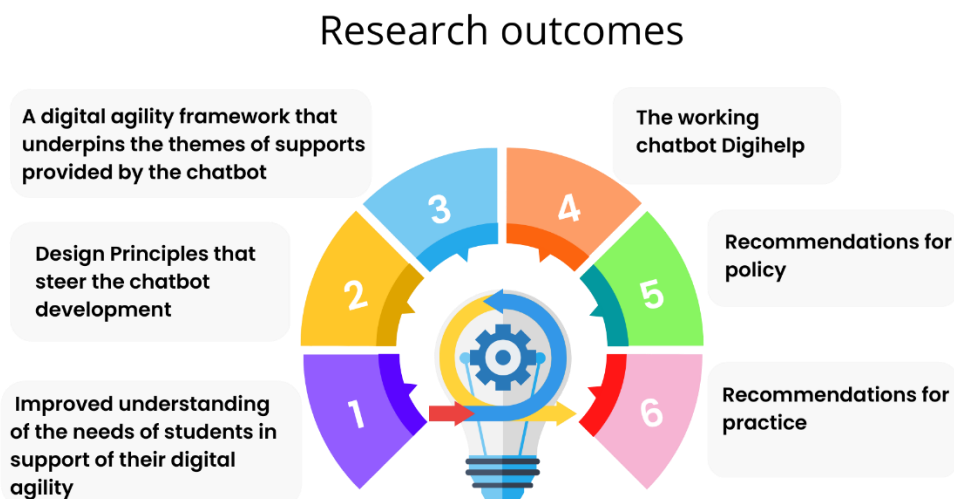 Research outcomes
A digital agility framework that
underpins the themes of supports
provided by the chatbot
The working
chatbot Digihelp
3
4
Design Principles that
steer the chatbot
development
Recommendations for
policy
2
5
Improved understanding
of the needs of students in
support of their digital
agility
Recommendations for
practice
1
6